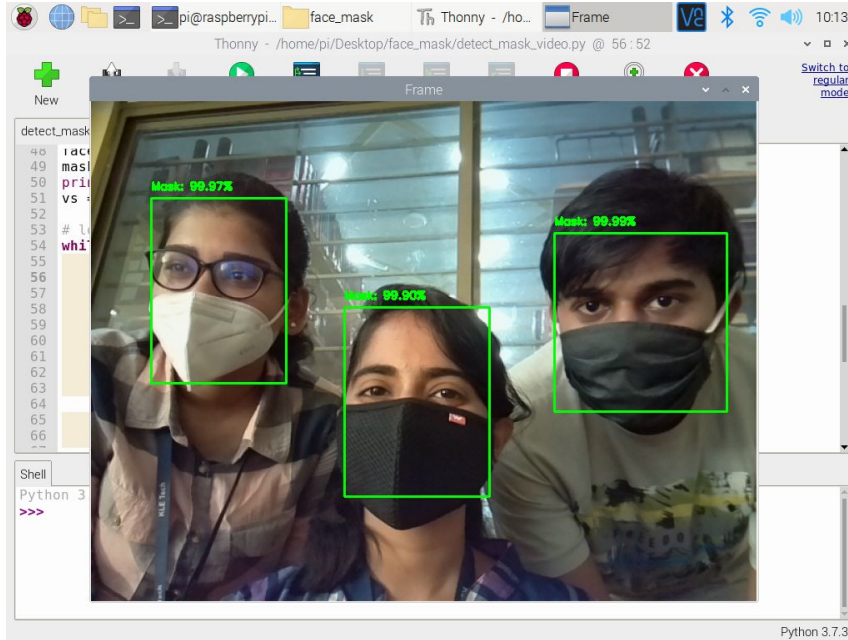 pi@raspberrypi...
face_mask
Thonny - /ho...
Frame
10:13
Thonny - /home/pi/Desktop/face_mask/detect_mask_video.py @ 56 : 52
New
Switch to
regular
mode
Frame
detect_mask
48
49 mask
50 prin
51 vs =
52
53 #
54 whi
55
56
57
58
59
60
61
62
63
64
65
66
Mask: 99.97%
Mask: 99.99%
Mask: 99.90%
KLE Tech
Shell
Python 3
>>>
Python 3.7.3